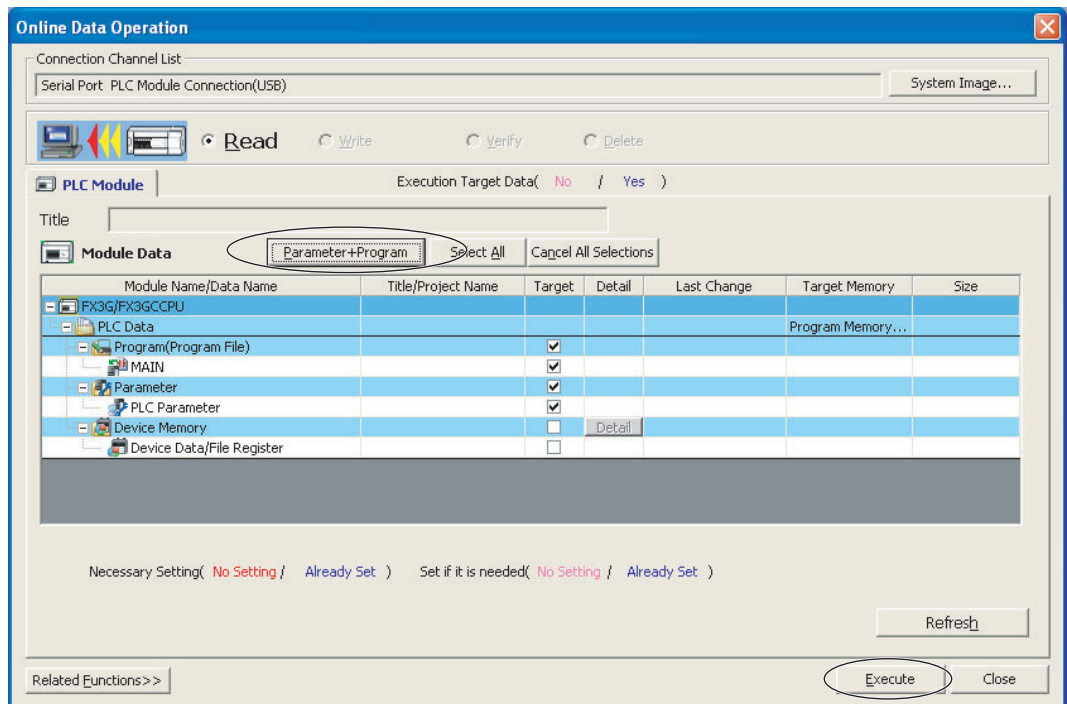 Online Data Operation
Connection Channel List
Serial Port PLC Module Connection(USB)
System Image...
Read
Write
Verify
Delete
PLC Module
Execution Target Data( No / Yes )
Title
Module Data
Parameter+Program
Select All
Cancel All Selections
Module Name/Data Name Title/Project Name Target Detail Last Change Target Memory Size
FX3G/FX3GCCPU
PLC Data Program Memory...
Program(Program File)
MAIN
Parameter
PLC Parameter
Device Memory Detail
Device Data/File Register
Necessary Setting( No Setting / Already Set ) Set if it is needed( No Setting / Already Set )
Refresh
Related Functions>>
Execute
Close